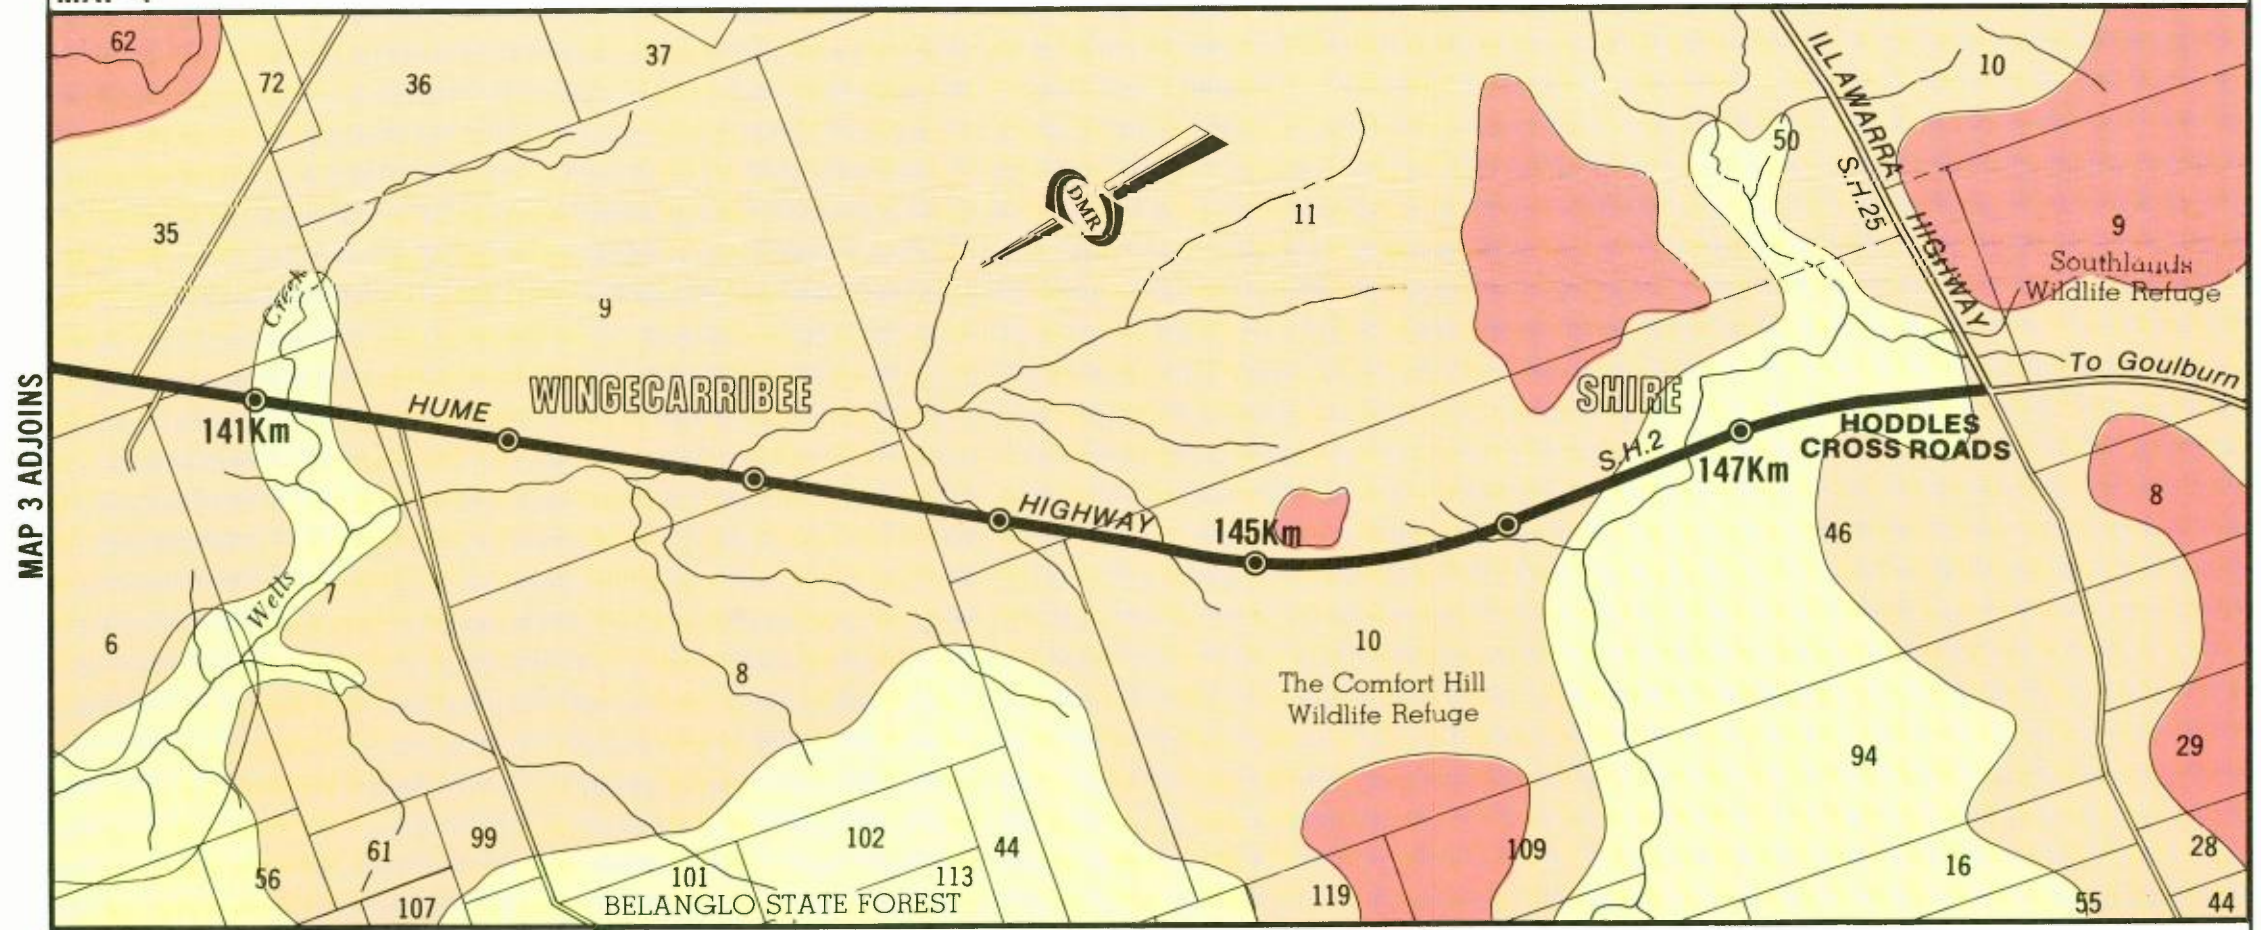 62
72
36
37
35
Creek
9
11
DMR
50
10
ILLAWARRA
HIGHWAY
S.H.25
9
Southlands
Wildlife Refuge
To Goulburn
MAP 3 ADJOINS
141Km
HUME
WINGECARRIBEE
SHIRE
S.H.2
HODDLES
CROSS ROADS
147Km
HIGHWAY
145Km
46
8
Wells
7
6
8
10
The Comfort Hill
Wildlife Refuge
94
29
56
61
99
107
101
102
113
44
BELANGLO STATE FOREST
119
109
16
55
28
44